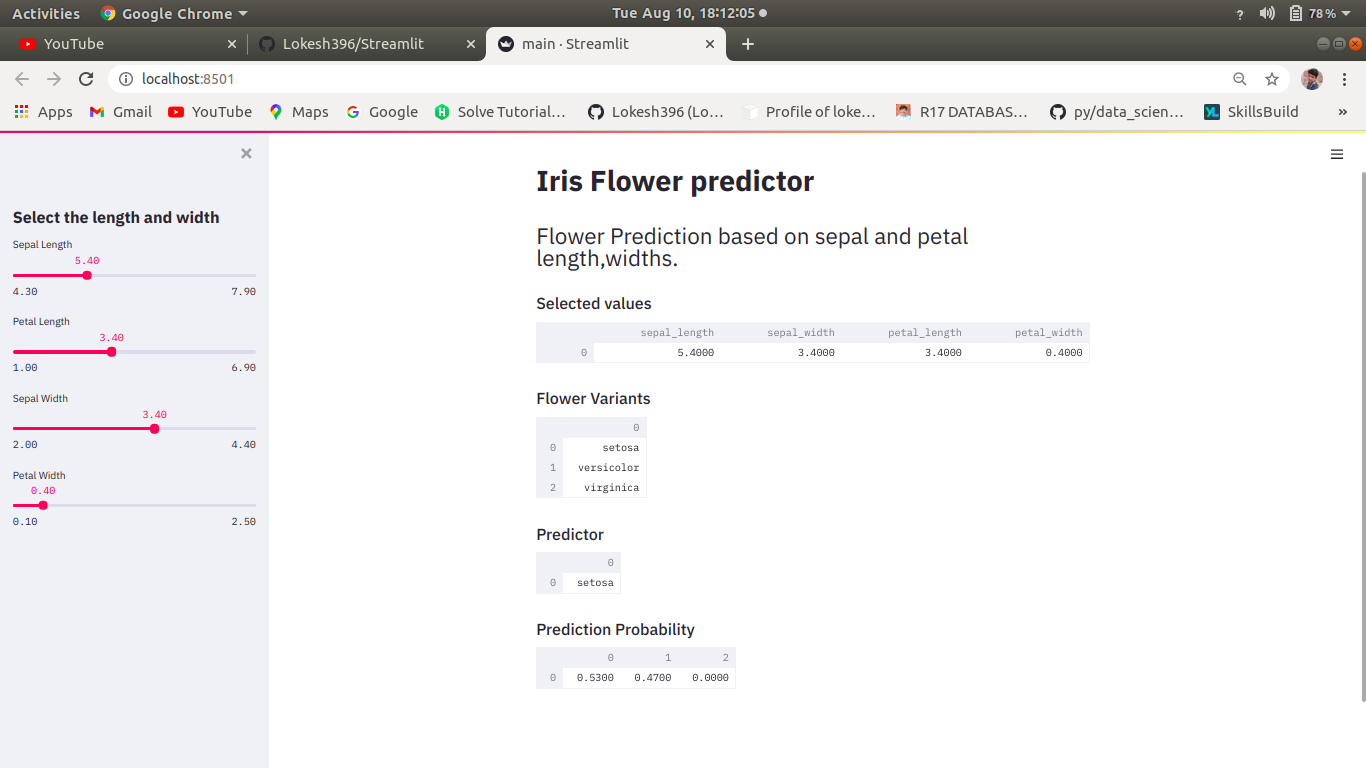 Activities Google Chrome Tue Aug 10, 18:12:05 ? 78%
YouTube Lokesh396/Streamlit main · Streamlit
localhost:8501
Apps Gmail YouTube Maps Google Solve Tutorial… Lokesh396 (Lo… Profile of loke… R17 DATABAS… py/data_scien… YL SkillsBuild »
Select the length and width
Sepal Length
5.40
4.30 7.90
Petal Length
3.40
1.00 6.90
Sepal Width
3.40
2.00 4.40
Petal Width
0.40
0.10 2.50
Iris Flower predictor
Flower Prediction based on sepal and petal
length,widths.
Selected values
sepal_length sepal_width petal_length petal_width
0 5.4000 3.4000 3.4000 0.4000
Flower Variants
0
0 setosa
1 versicolor
2 virginica
Predictor
0
0 setosa
Prediction Probability
0 1 2
0 0.5300 0.4700 0.0000